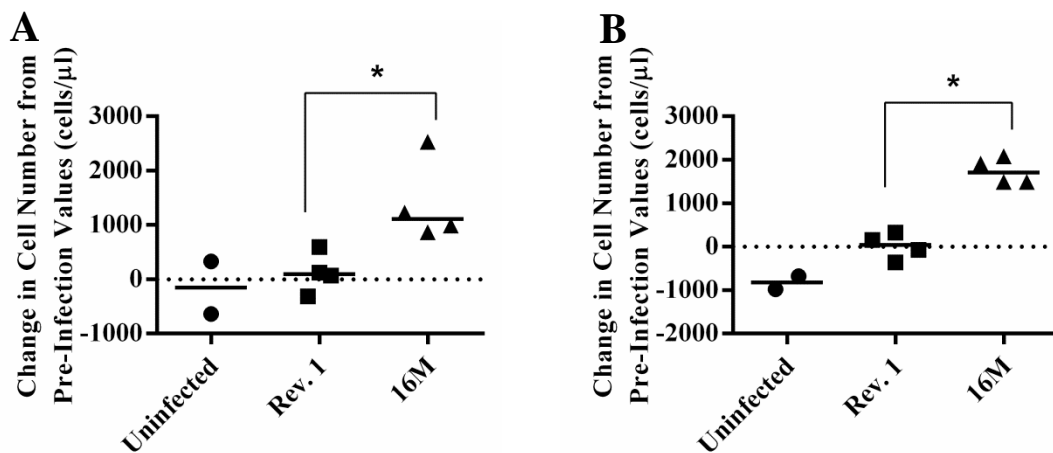 A
Change in Cell Number from
Pre-Infection Values (cells/µl)
3000
2000
1000
0
-1000
*
Uninfected
Rev. 1
16M
B
Change in Cell Number from
Pre-Infection Values (cells/µl)
3000
2000
1000
0
-1000
-2000
*
Uninfected
Rev. 1
16M